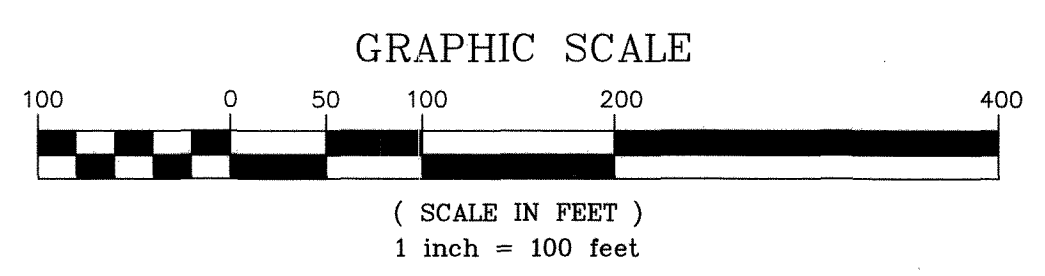 GRAPHIC SCALE
100 0 50 100 200 400
( SCALE IN FEET )
1 inch = 100 feet